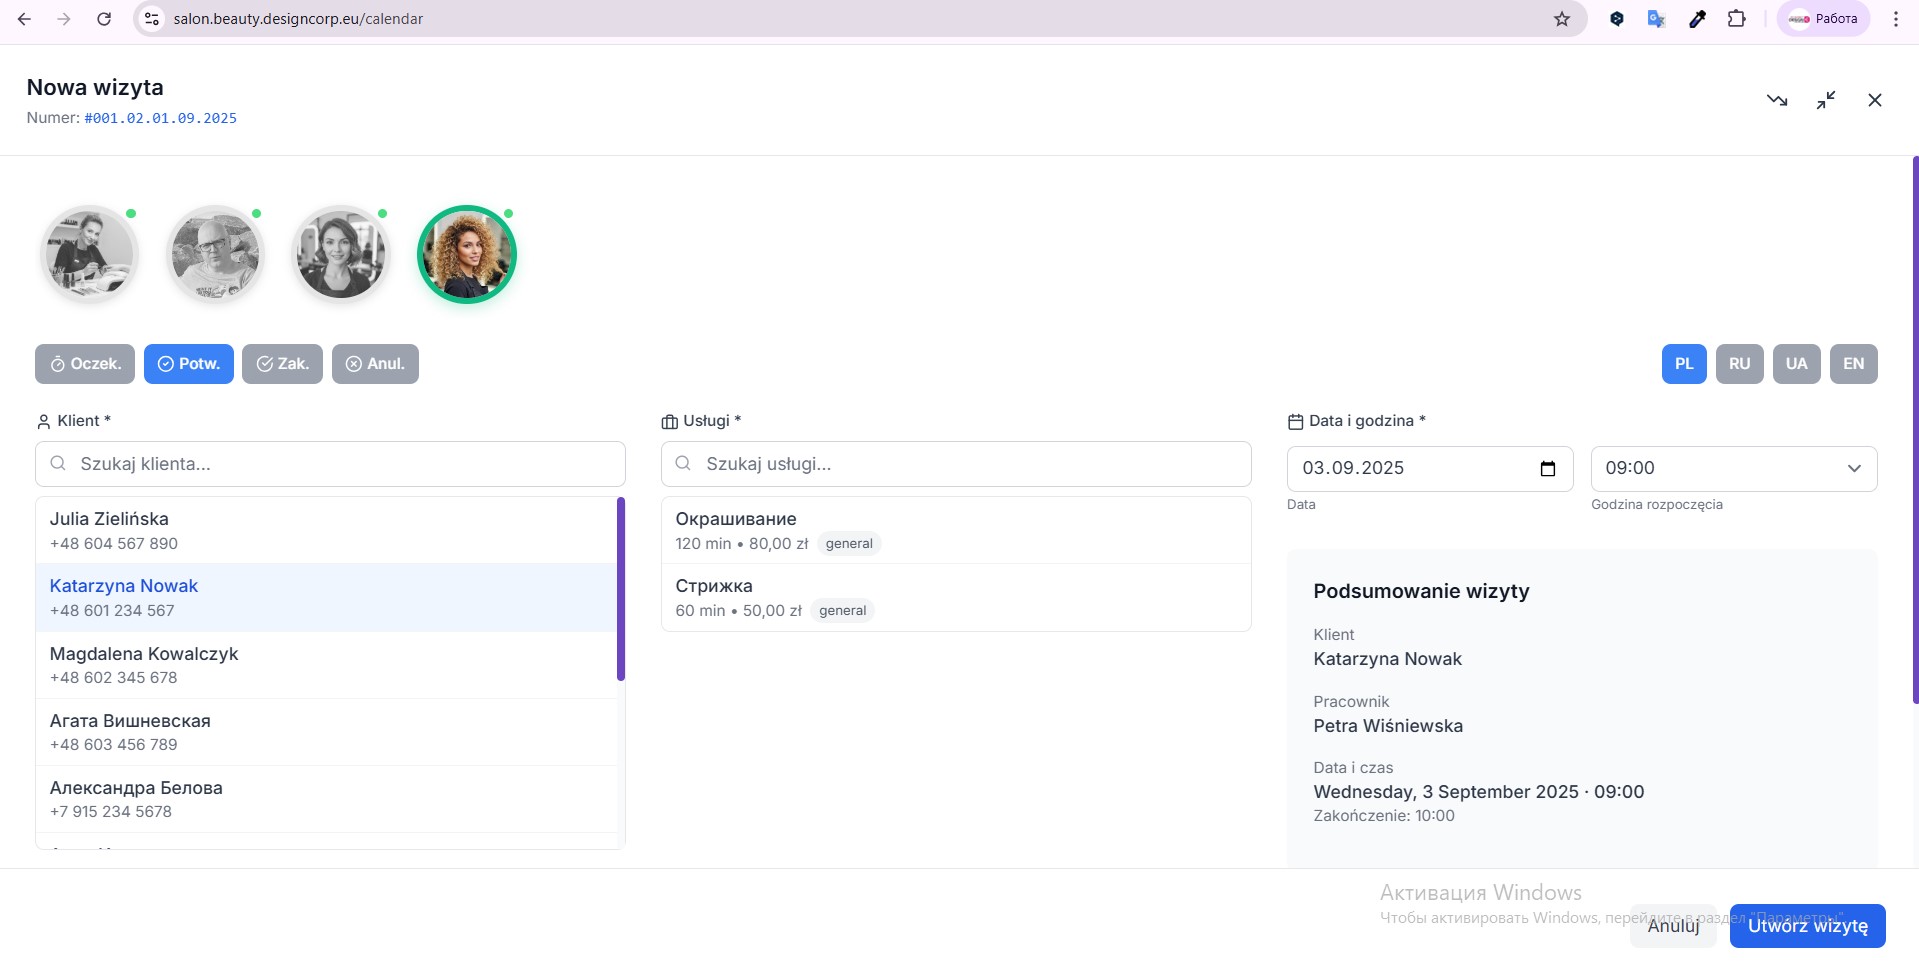 salon.beauty.designcorp.eu/calendar
Работа
Nowa wizyta
Numer: #001.02.01.09.2025
Oczek. Potw. Zak. Anul.
PL RU UA EN
Klient *
Szukaj klienta...
Julia Zielińska
+48 604 567 890
Katarzyna Nowak
+48 601 234 567
Magdalena Kowalczyk
+48 602 345 678
Агата Вишневская
+48 603 456 789
Александра Белова
+7 915 234 5678
Usługi *
Szukaj usługi...
Окрашивание
120 min • 80,00 zł general
Стрижка
60 min • 50,00 zł general
Data i godzina *
03.09.2025 09:00
Data Godzina rozpoczęcia
Podsumowanie wizyty
Klient
Katarzyna Nowak
Pracownik
Petra Wiśniewska
Data i czas
Wednesday, 3 September 2025 · 09:00
Zakończenie: 10:00
Активация Windows
Чтобы активировать Windows, перейдите в раздел "Параметры".
Anuluj Utwórz wizytę